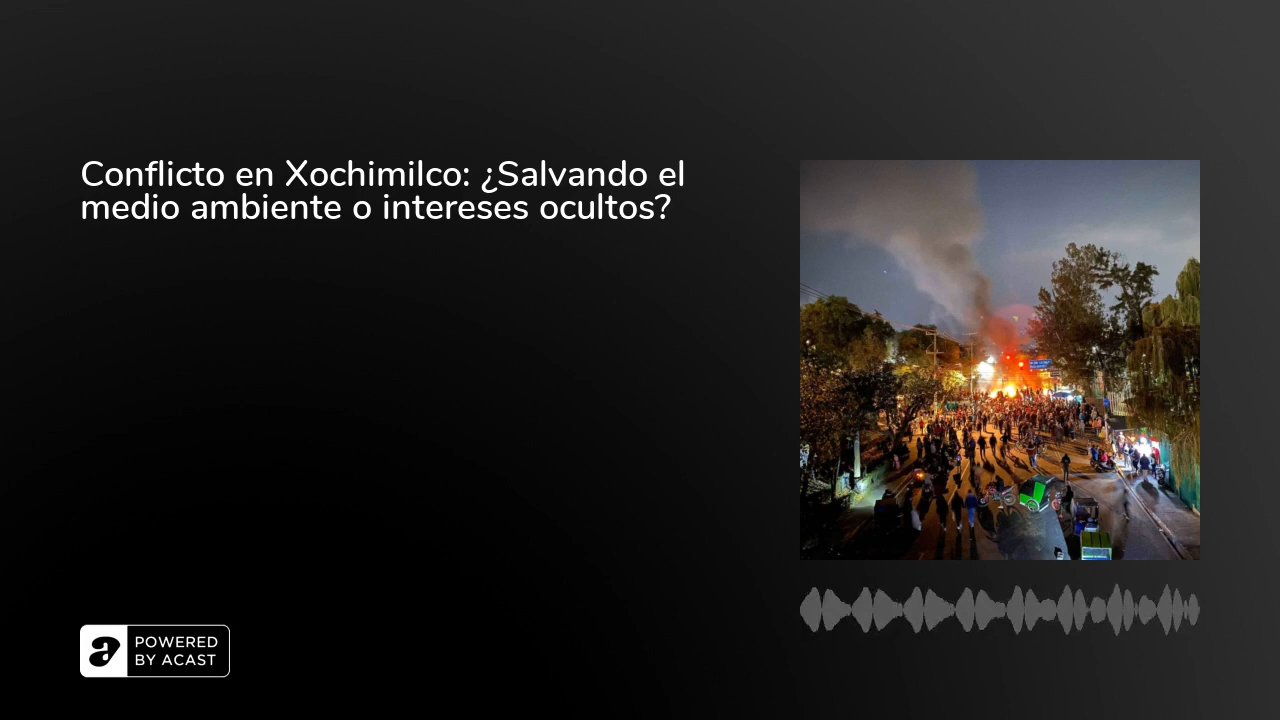 Conflicto en Xochimilco: ¿Salvando el
medio ambiente o intereses ocultos?
POWERED
BY ACAST